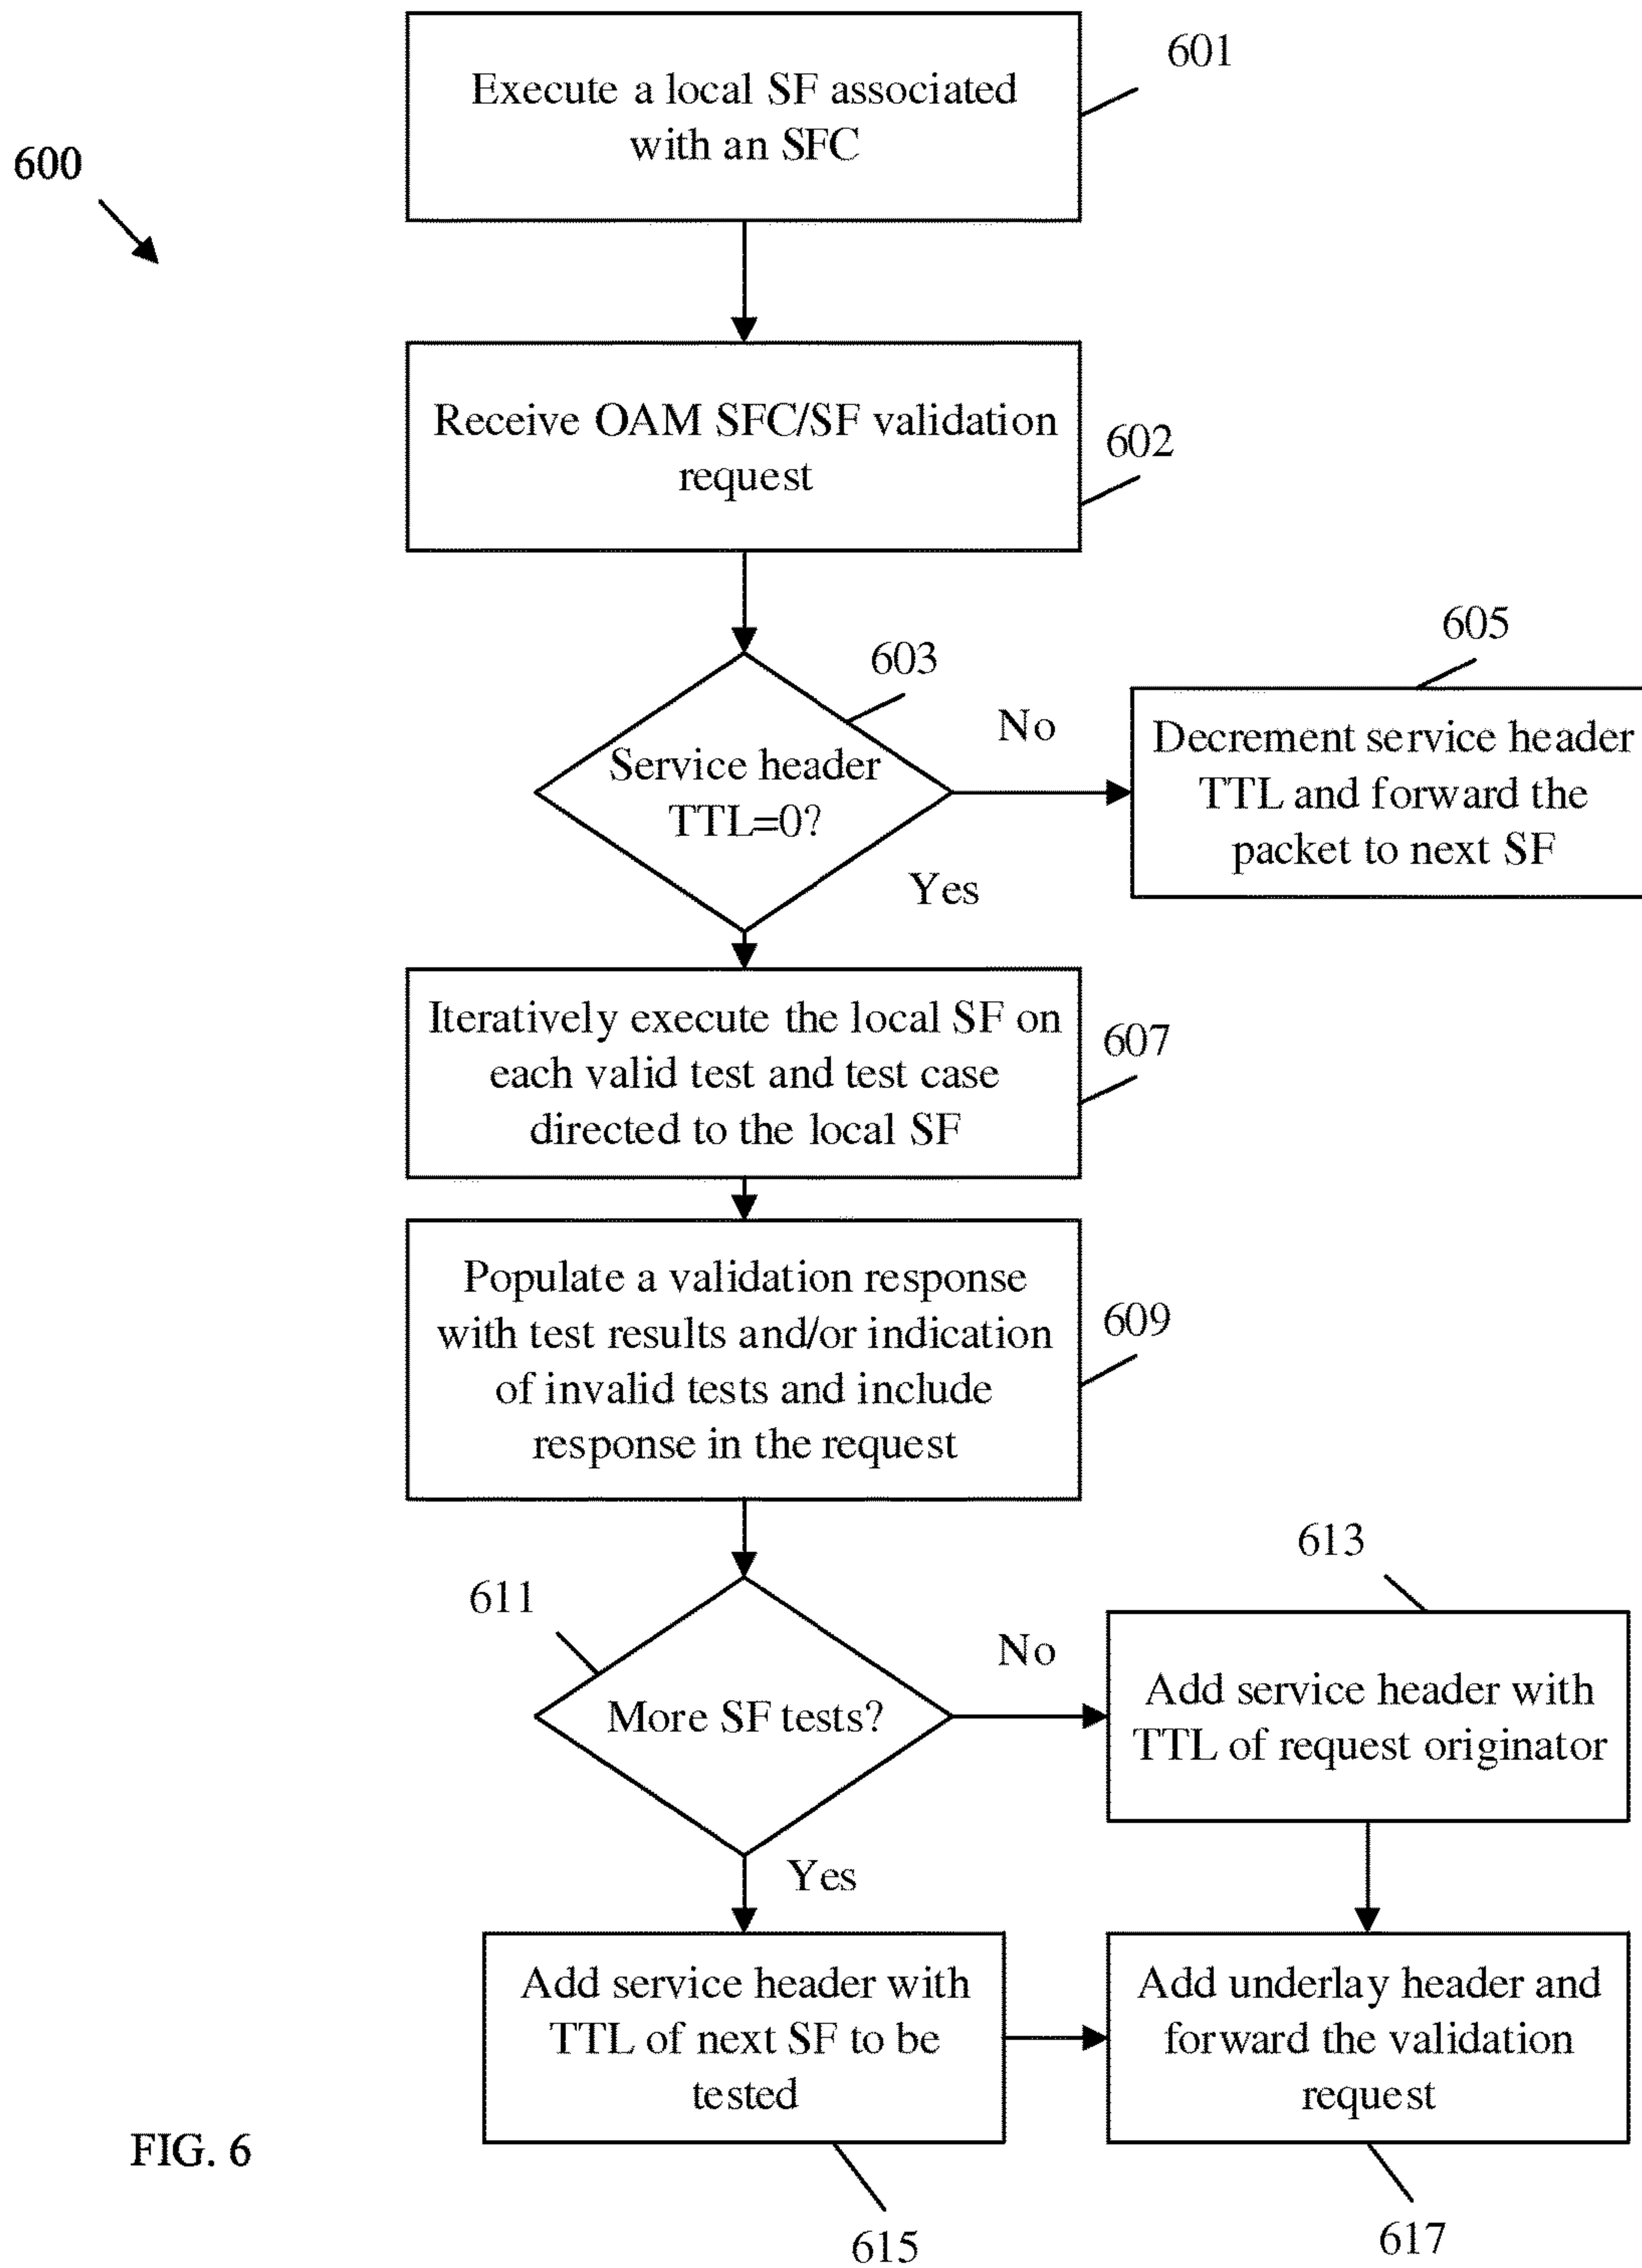 601
Execute a local SF associated
with an SFC
600
Receive OAM SFC/SF validation
request
602
603
605
Service header
TTL=0?
No
Yes
Decrement service header
TTL and forward the
packet to next SF
Iteratively execute the local SF on
each valid test and test case
directed to the local SF
607
Populate a validation response
with test results and/or indication
of invalid tests and include
response in the request
609
611
613
More SF tests?
No
Yes
Add service header with
TTL of request originator
Add service header with
TTL of next SF to be
tested
Add underlay header and
forward the validation
request
FIG. 6
615
617